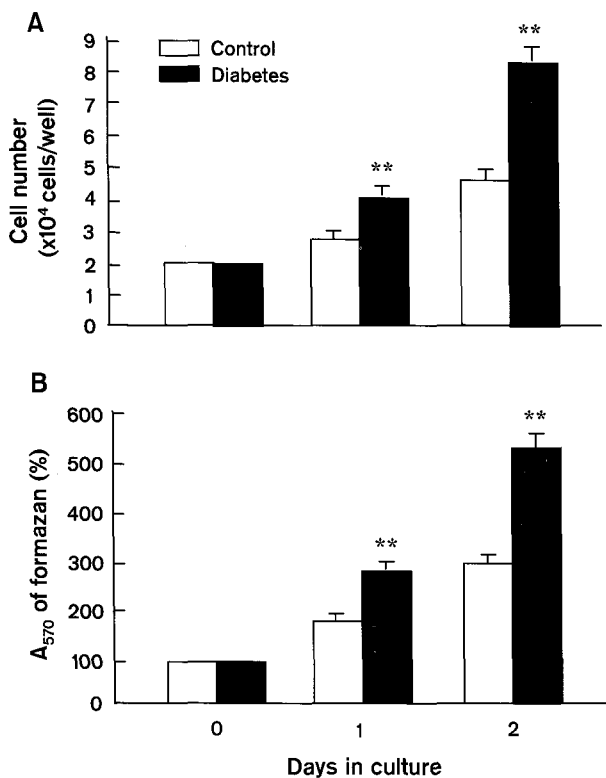 A
Control
Diabetes
Cell number
(x10⁴ cells/well)
9
8
7
6
5
4
3
2
1
0
**
**
B
A₅₇₀ of formazan (%)
600
500
400
300
200
100
0
**
**
0 1 2
Days in culture